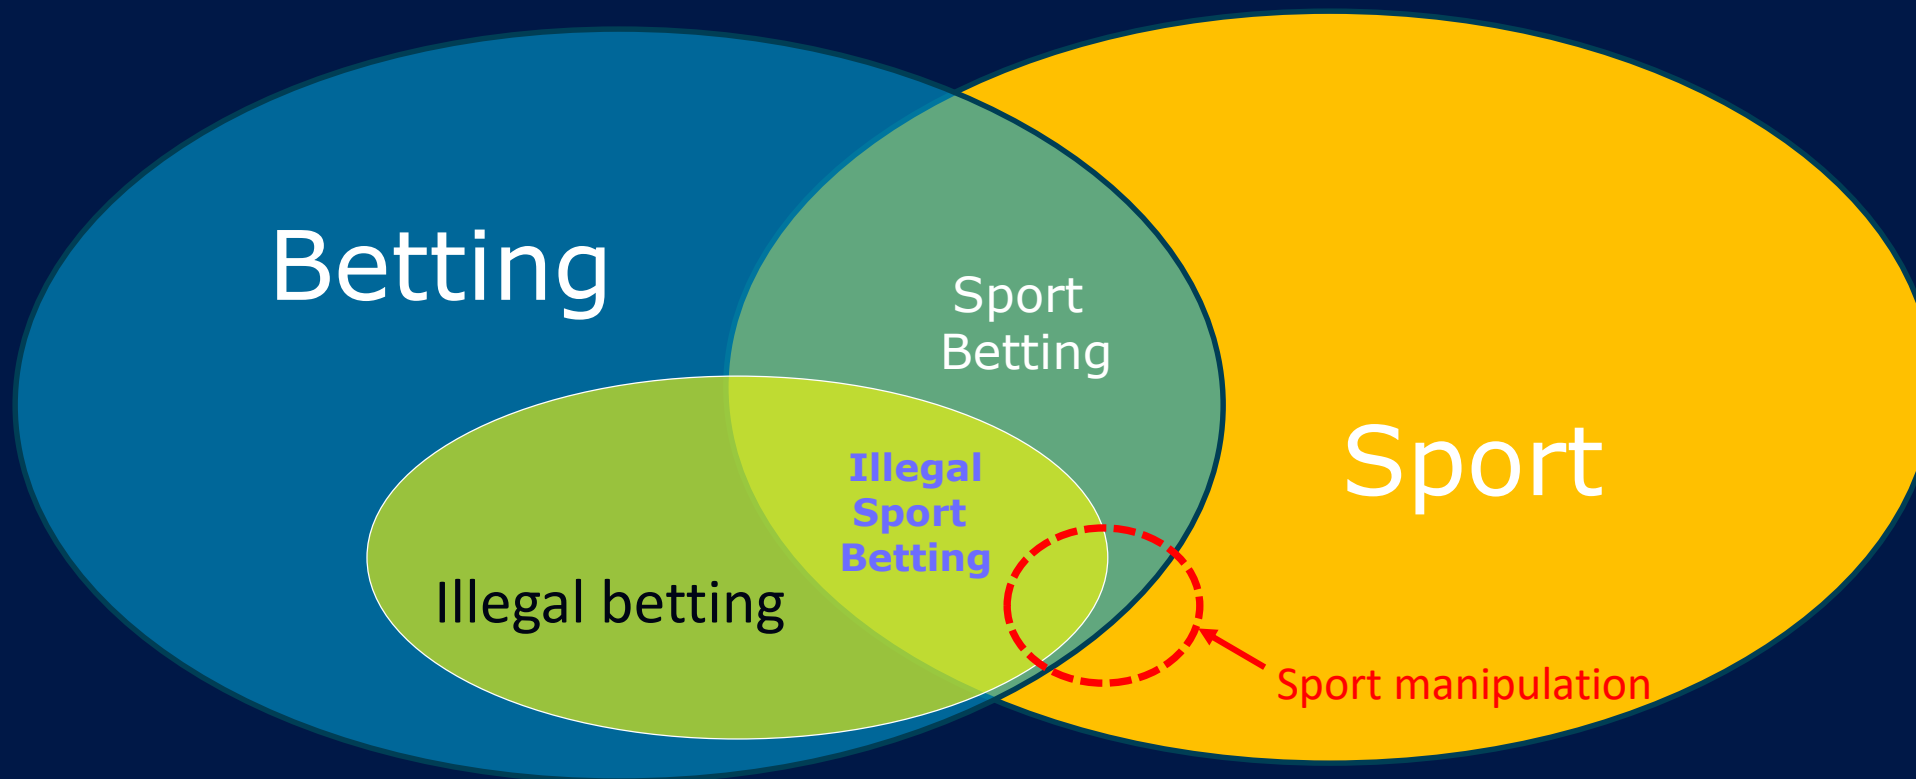 Betting
Sport
Betting
Sport
Illegal
Sport
Betting
Illegal betting
Sport manipulation